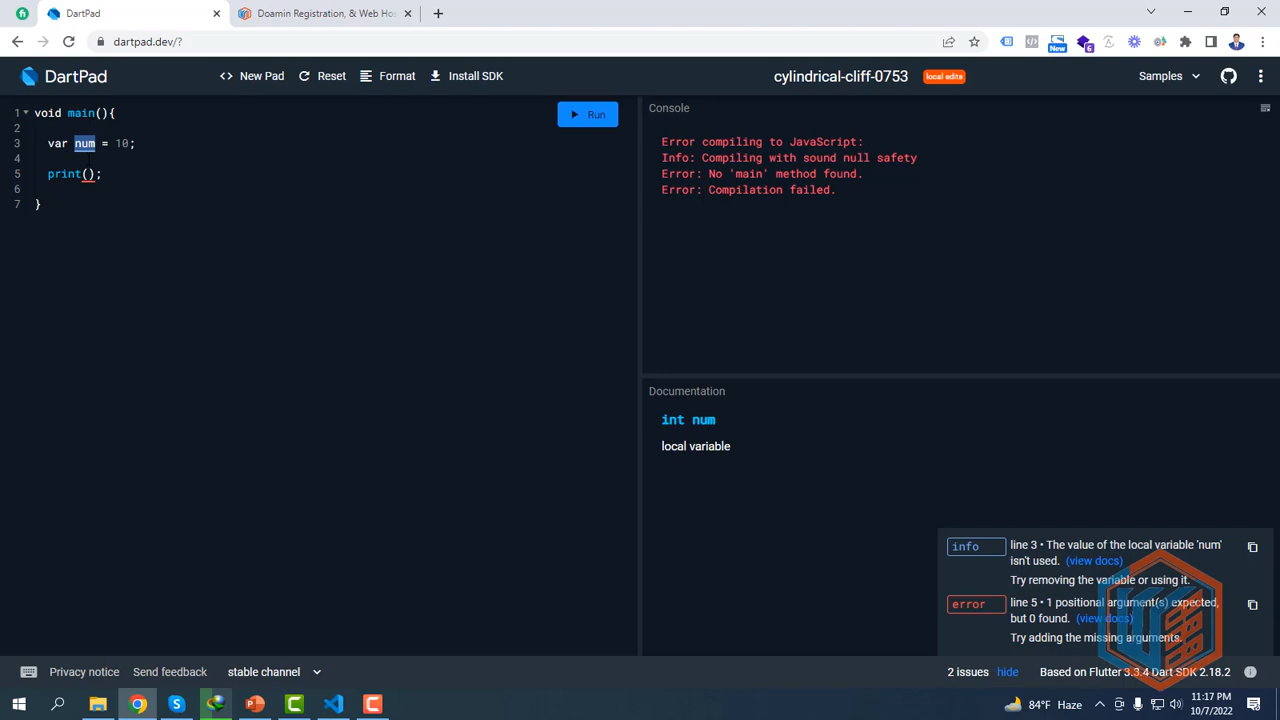 DartPad
Doamin Registration, & Web Hos
dartpad.dev/?
New
6
DartPad
New Pad
Reset
Format
Install SDK
cylindrical-cliff-0753
local edits
Samples
1 void main(){
2
3 var num = 10;
4
5 print();
6
7 }
Run
Console
Error compiling to JavaScript:
Info: Compiling with sound null safety
Error: No 'main' method found.
Error: Compilation failed.
Documentation
int num
local variable
info
line 3 • The value of the local variable 'num'
isn't used. (view docs)
Try removing the variable or using it.
error
line 5 • 1 positional argument(s) expected,
but 0 found. (view docs)
Try adding the missing arguments.
Privacy notice
Send feedback
stable channel
2 issues
hide
Based on Flutter 3.3.4 Dart SDK 2.18.2
84°F Haze
11:17 PM
10/7/2022